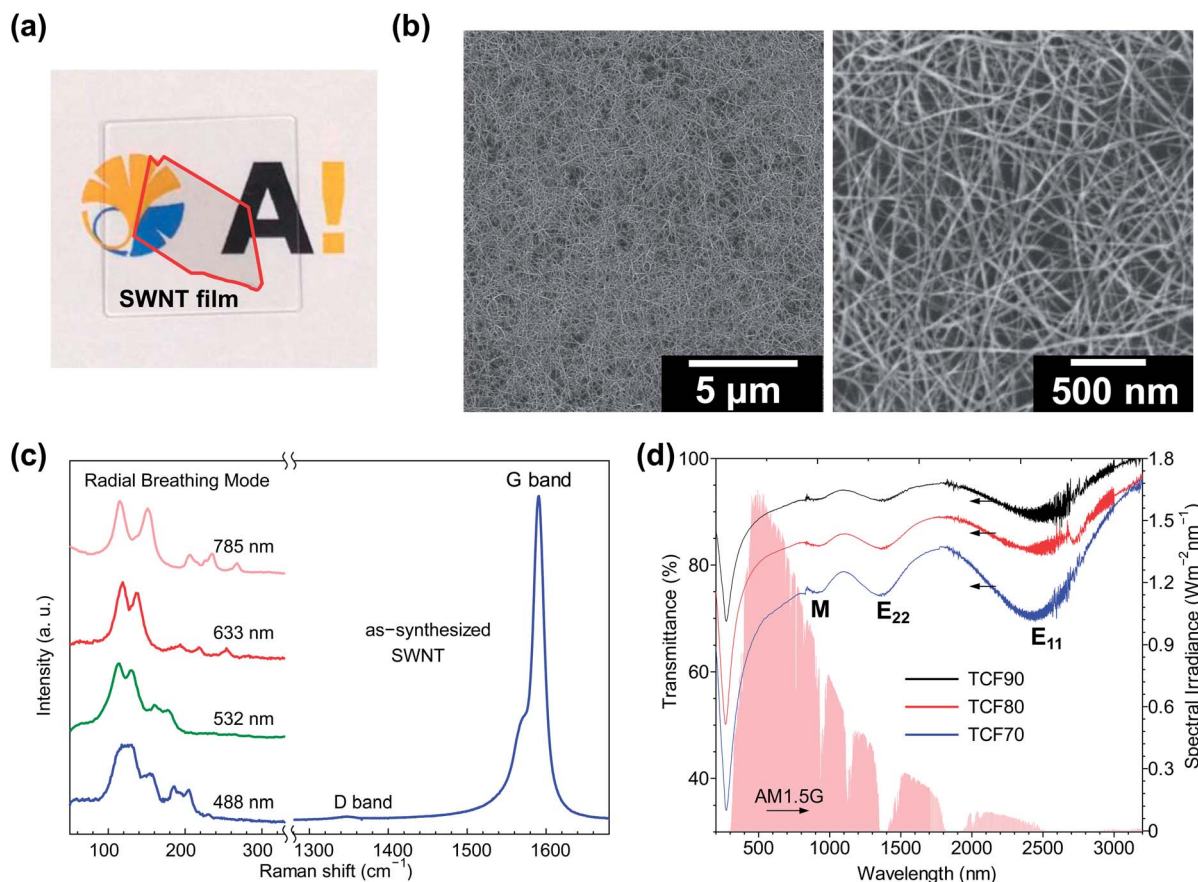 (a)
A!
SWNT film
(b)
5 µm
500 nm
(c)
Radial Breathing Mode
785 nm
633 nm
532 nm
488 nm
as−synthesized
SWNT
G band
D band
Intensity (a. u.)
100 200 300 1300 1400 1500 1600
Raman shift (cm−1)
(d)
100
90
80
70
60
50
40
Transmittance (%)
M
E22
E11
TCF90
TCF80
TCF70
AM1.5G
1.8
1.5
1.2
0.9
0.6
0.3
0
Spectral Irradiance (Wm−2nm−1)
500 1000 1500 2000 2500 3000
Wavelength (nm)